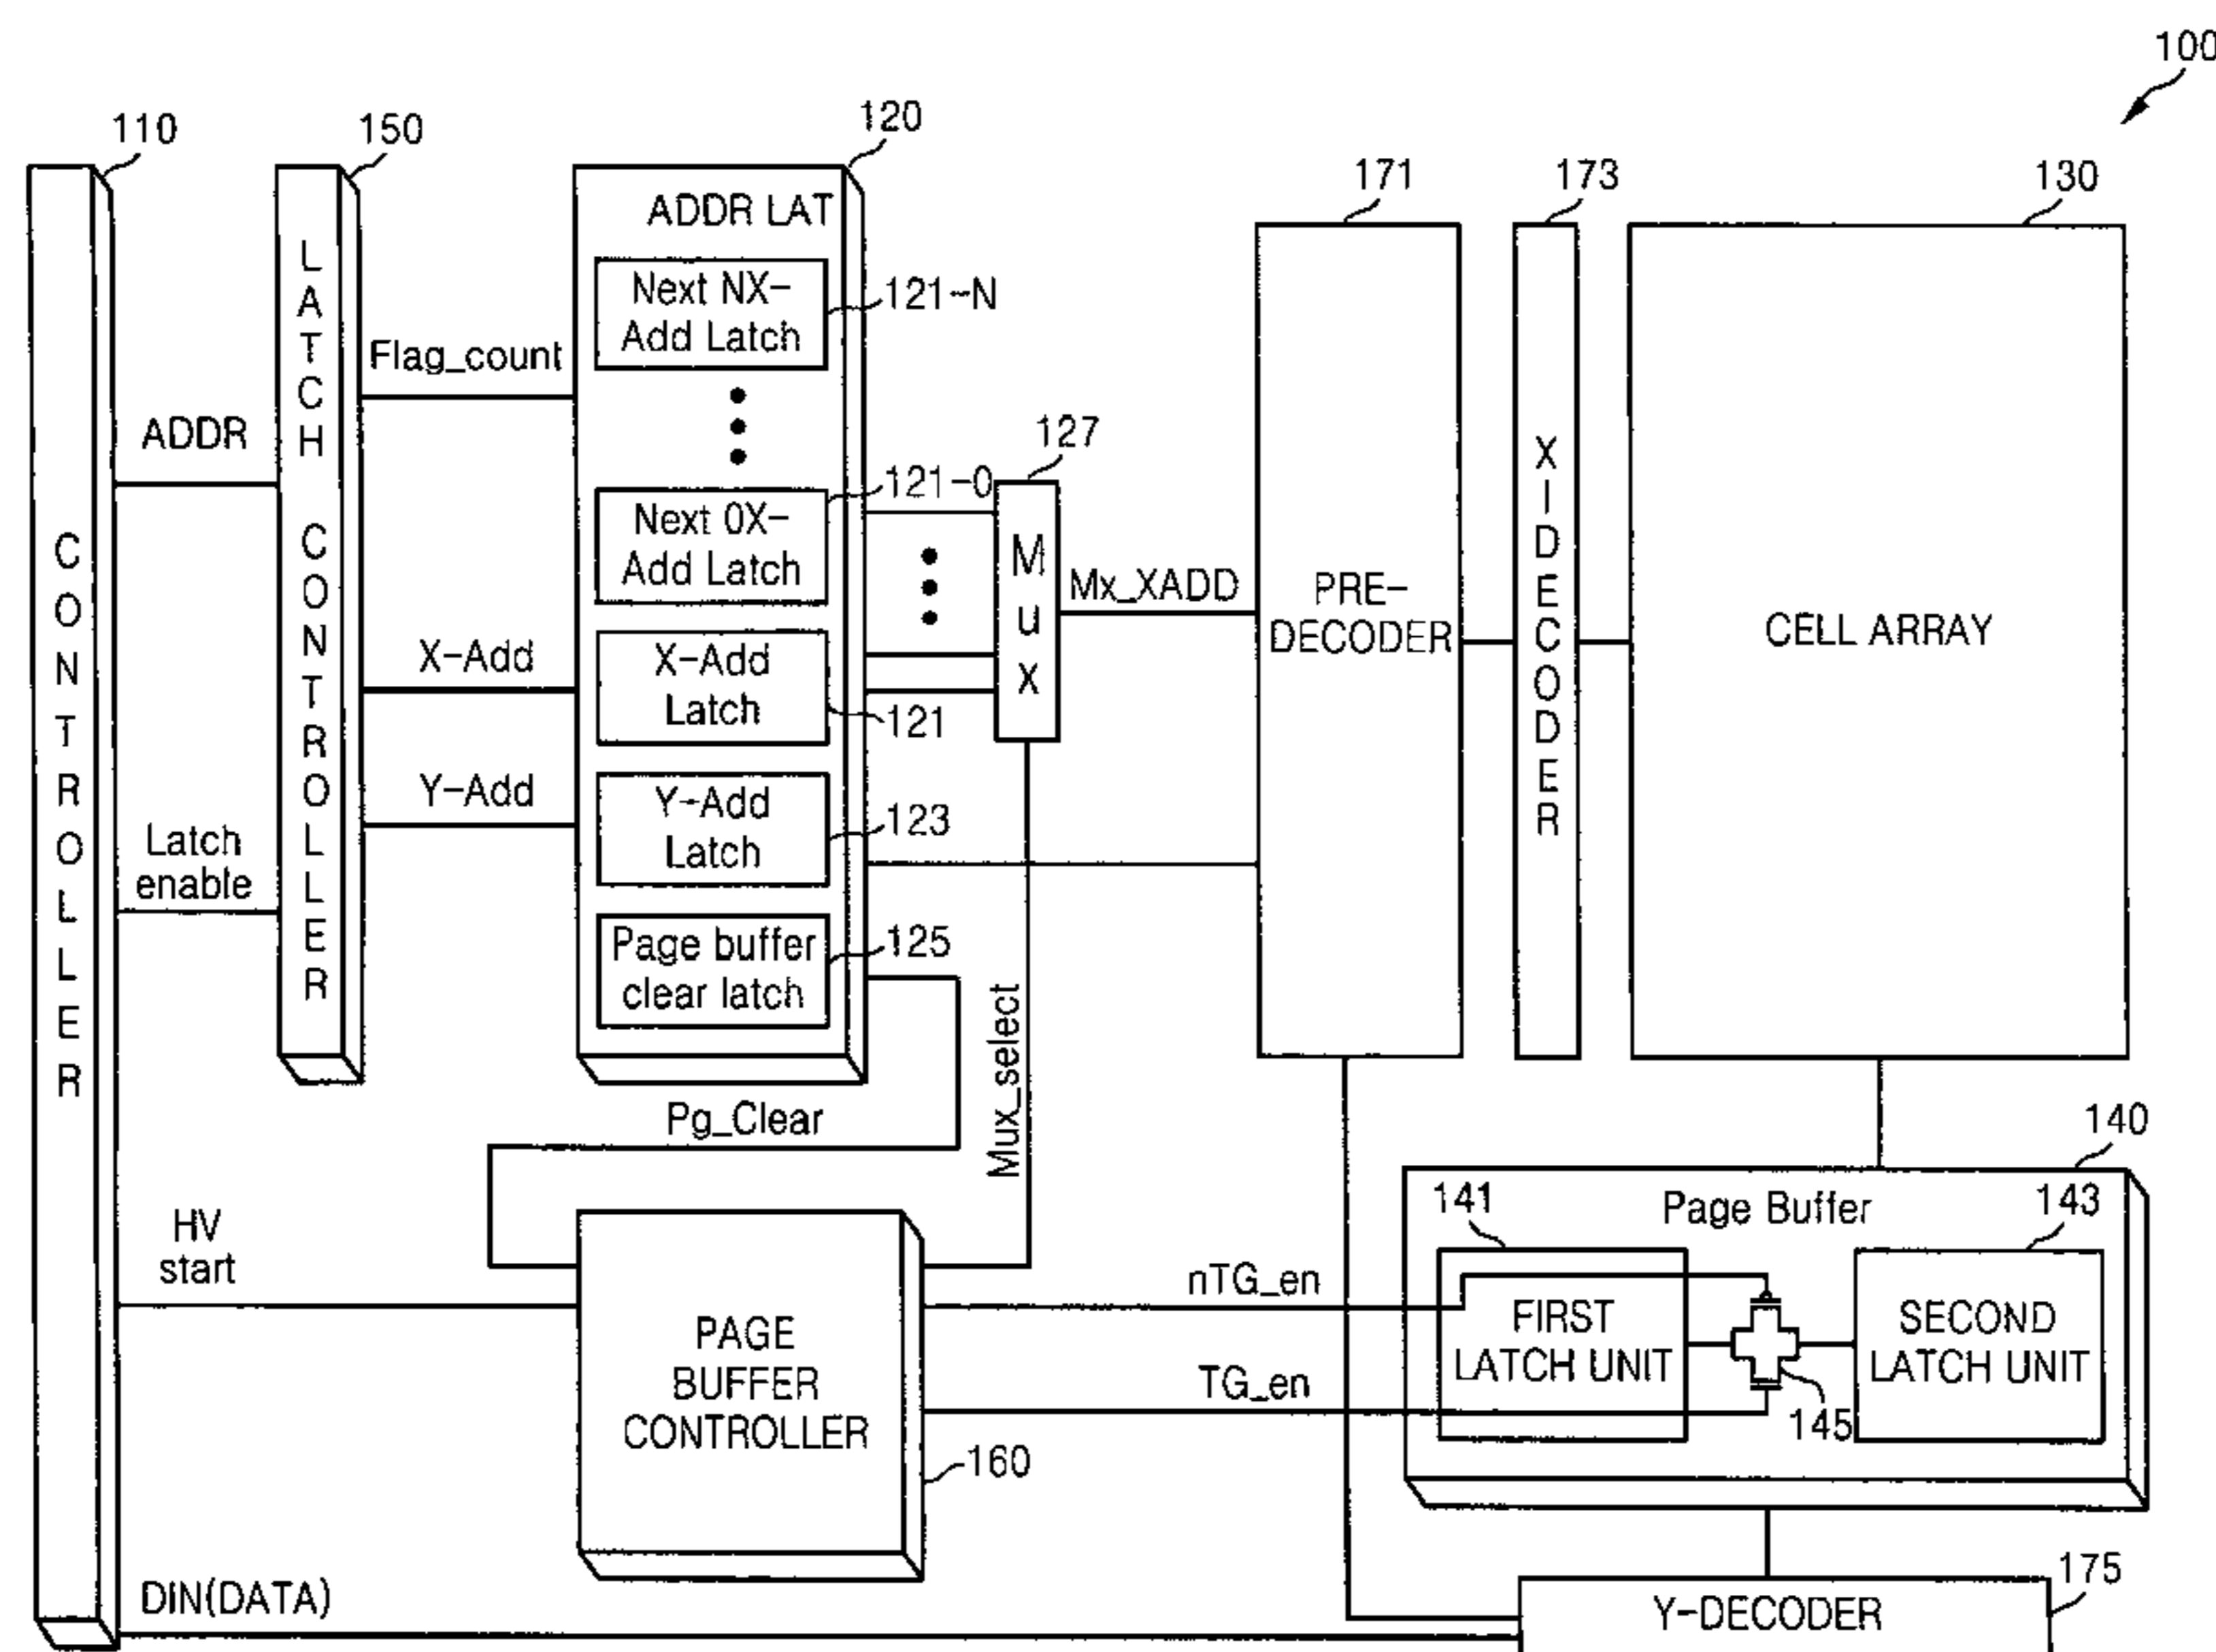 100
110
150
120
171
173
130
CONTROLLER
LATCH CONTROLLER
ADDR LAT
Next NX-
Add Latch
121-N
Flag_count
ADDR
Next 0X-
Add Latch
121-0
127
Mux
Mx_XADD
PRE-
DECODER
X-DECODER
CELL ARRAY
X-Add
X-Add
Latch
121
Y-Add
Y-Add
Latch
123
Latch
enable
Page buffer
clear latch
125
Mux_select
Pg_Clear
140
Page Buffer
141
143
HV
start
nTG_en
FIRST
LATCH UNIT
SECOND
LATCH UNIT
145
PAGE
BUFFER
CONTROLLER
TG_en
160
DIN(DATA)
Y-DECODER
175